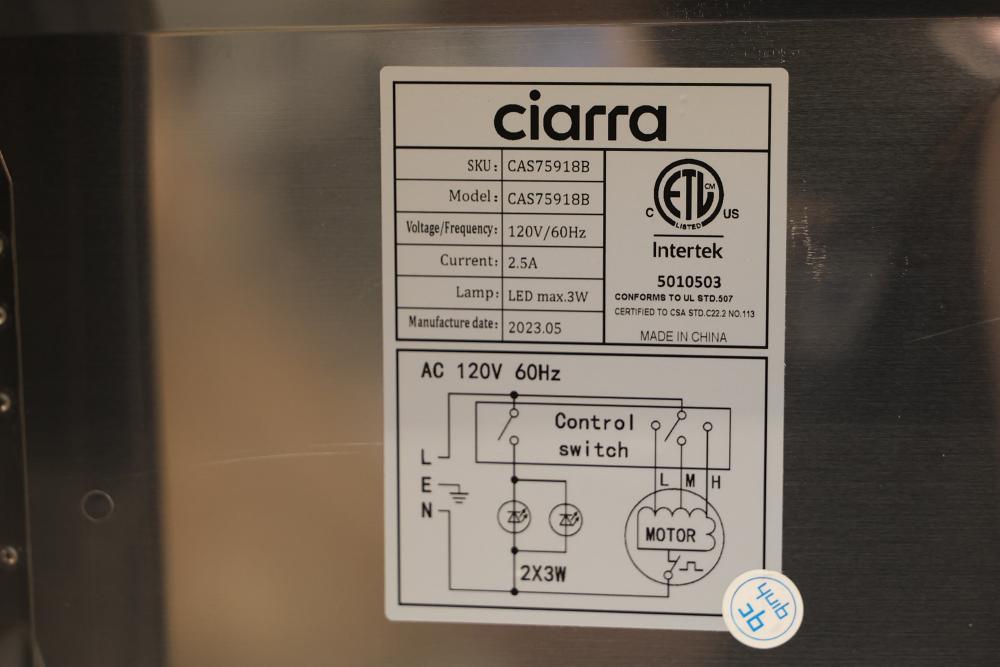 ciarra
SKU: CAS75918B
Model: CAS75918B
Voltage/Frequency: 120V/60Hz
Current: 2.5A
Lamp: LED max.3W
Manufacture date: 2023.05
ETL CM
C US
LISTED
Intertek
5010503
CONFORMS TO UL STD.507
CERTIFIED TO CSA STD.C22.2 NO.113
MADE IN CHINA
AC 120V 60Hz
Control
switch
L
E
N
L M H
MOTOR
2X3W